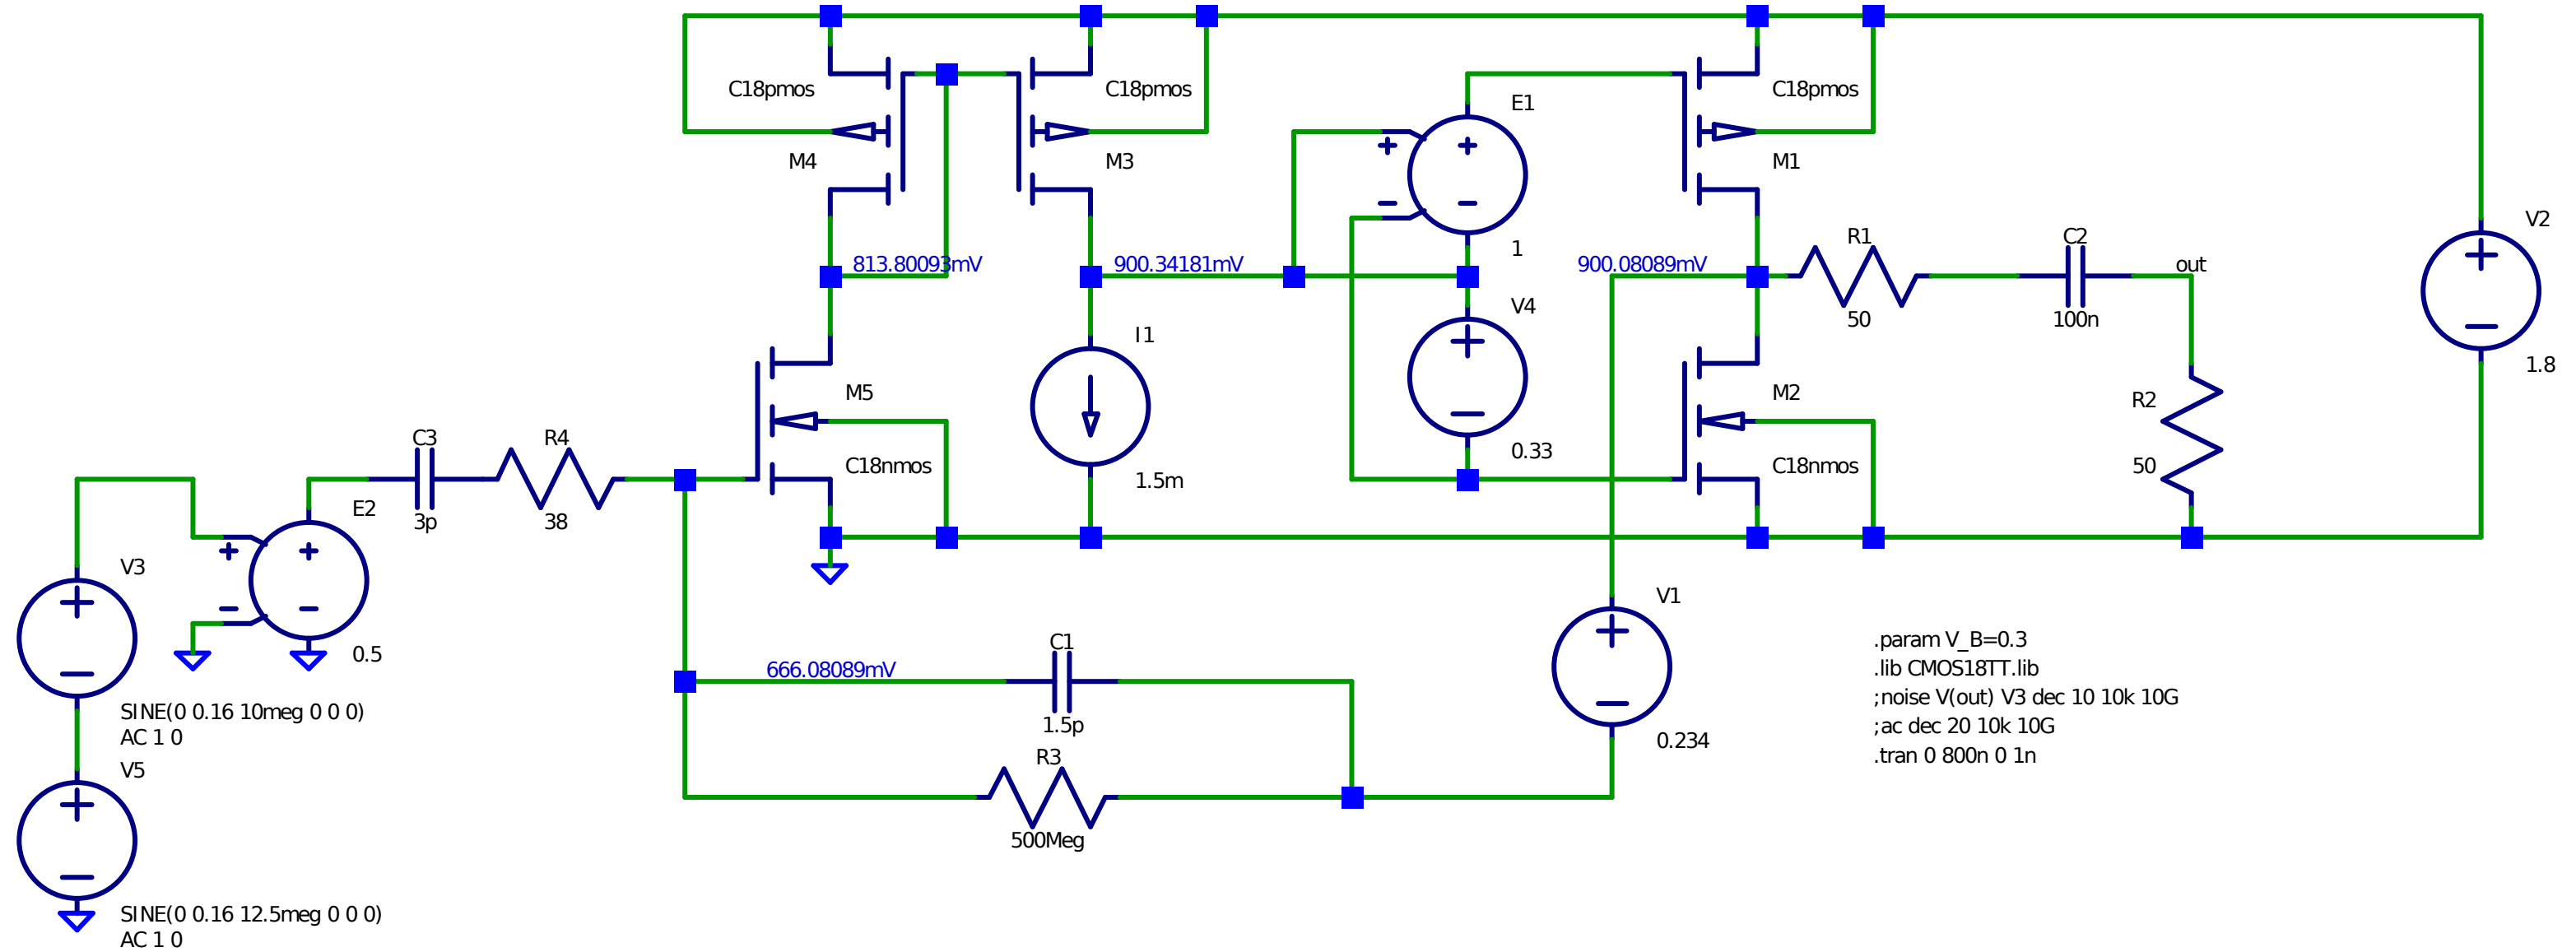 C18pmos
M4
C18pmos
M3
E1
1
C18pmos
M1
V2
1.8
813.80093mV
900.34181mV
900.08089mV
R1
50
C2
100n
out
V4
0.33
I1
1.5m
M5
C18nmos
M2
C18nmos
R2
50
C3
3p
R4
38
E2
0.5
V3
SINE(0 0.16 10meg 0 0 0)
AC 1 0
V5
SINE(0 0.16 12.5meg 0 0 0)
AC 1 0
666.08089mV
C1
1.5p
R3
500Meg
V1
0.234
.param V_B=0.3
.lib CMOS18TT.lib
;noise V(out) V3 dec 10 10k 10G
;ac dec 20 10k 10G
.tran 0 800n 0 1n